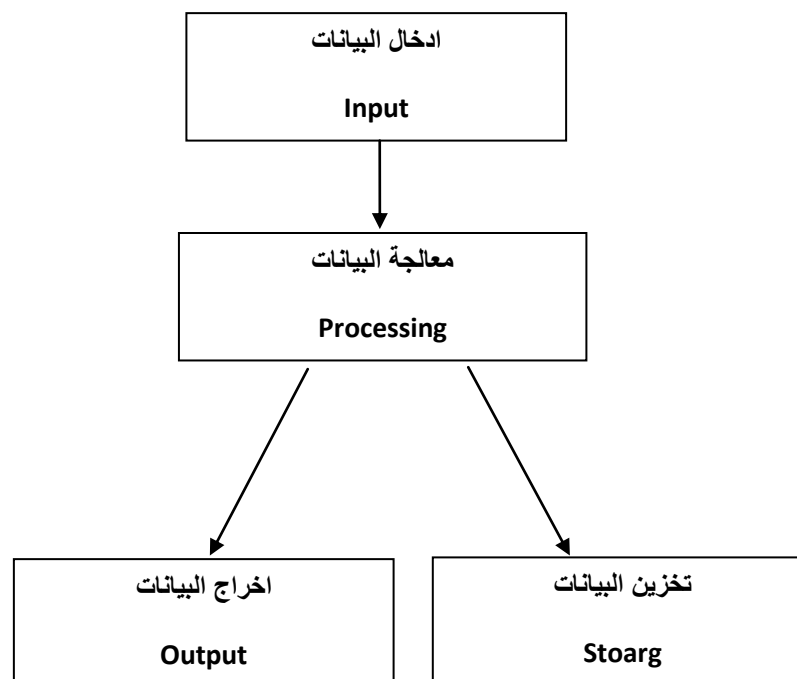 ادخال البيانات
Input
معالجة البيانات
Processing
اخراج البيانات
Output
تخزين البيانات
Stoarg